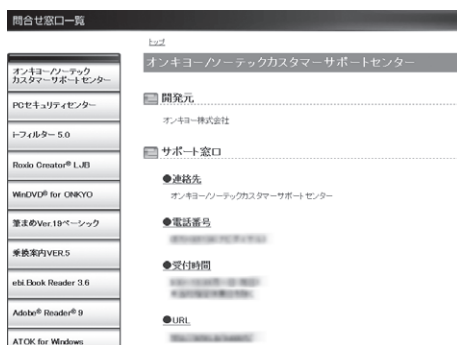 問合せ窓口一覧
トップ
オンキヨー/ソーテックカスタマーサポートセンター
オンキヨー/ソーテック
カスタマーサポートセンター
PCセキュリティセンター
i-フィルター 5.0
Roxio Creator® LJB
WinDVD® for ONKYO
筆まめVer.19ベーシック
乗換案内VER5
ebi.Book Reader 3.6
Adobe® Reader® 9
ATOK for Windows
開発元
オンキヨー株式会社
サポート窓口
●連絡先
オンキヨー/ソーテックカスタマーサポートセンター
●電話番号
●受付時間
●URL